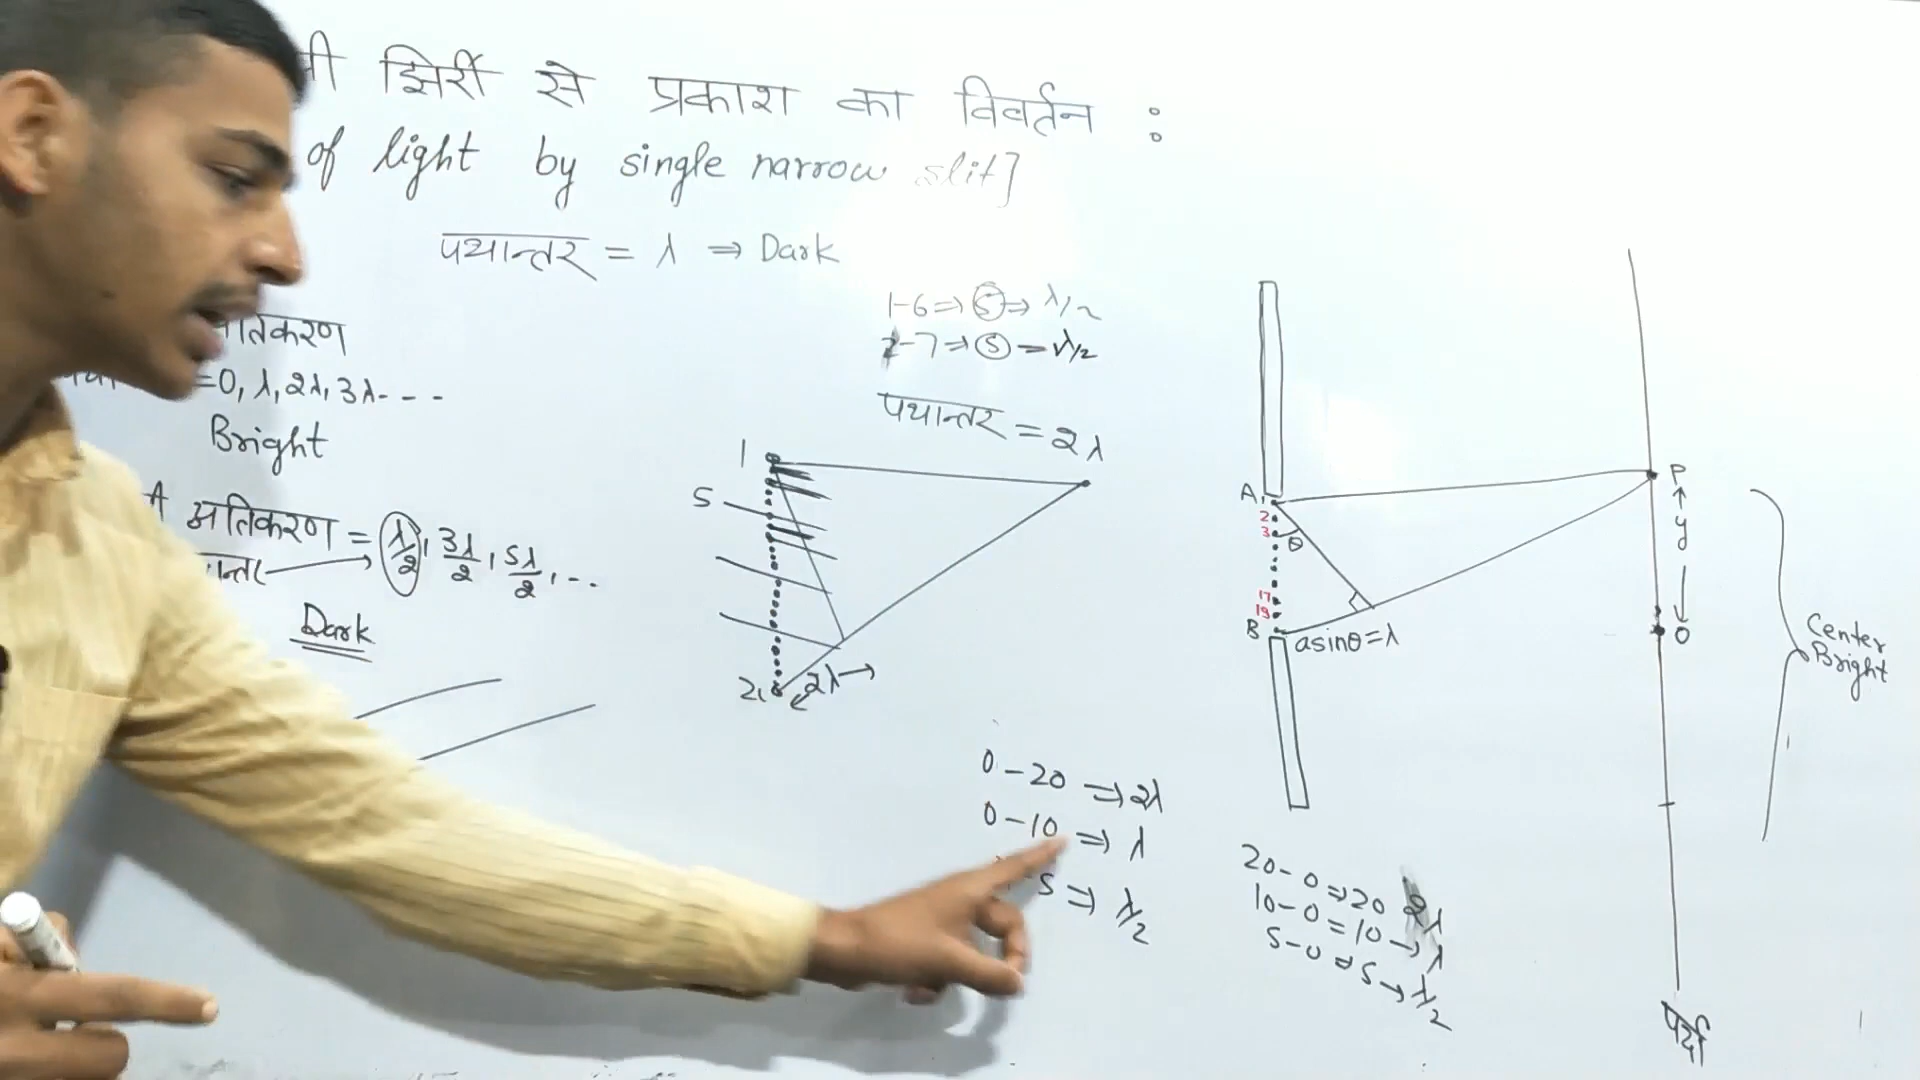 झिर्री से प्रकाश का विवर्तन :
of light by single narrow slit]
पथान्तर = λ ⇒ Dark
=0, λ, 2λ, 3λ - - -
Bright
अतिकरण = λ/2, 3λ/2, 5λ/2, ...
Dark
1-6 ⇒ 5 ⇒ λ/2
2-7 ⇒ 5 → λ/2
पथान्तर = 2λ
1
5
2λ
0-20 ⇒ 2λ
0-10 ⇒ λ
5 ⇒ λ/2
A
1
2
3
θ
17
19
B
asinθ=λ
P
y
O
Center
Bright
20-0 ⇒ 20 2λ
10-0 = 10 → λ
5-0 ⇒ 5 → λ/2
पर्दा